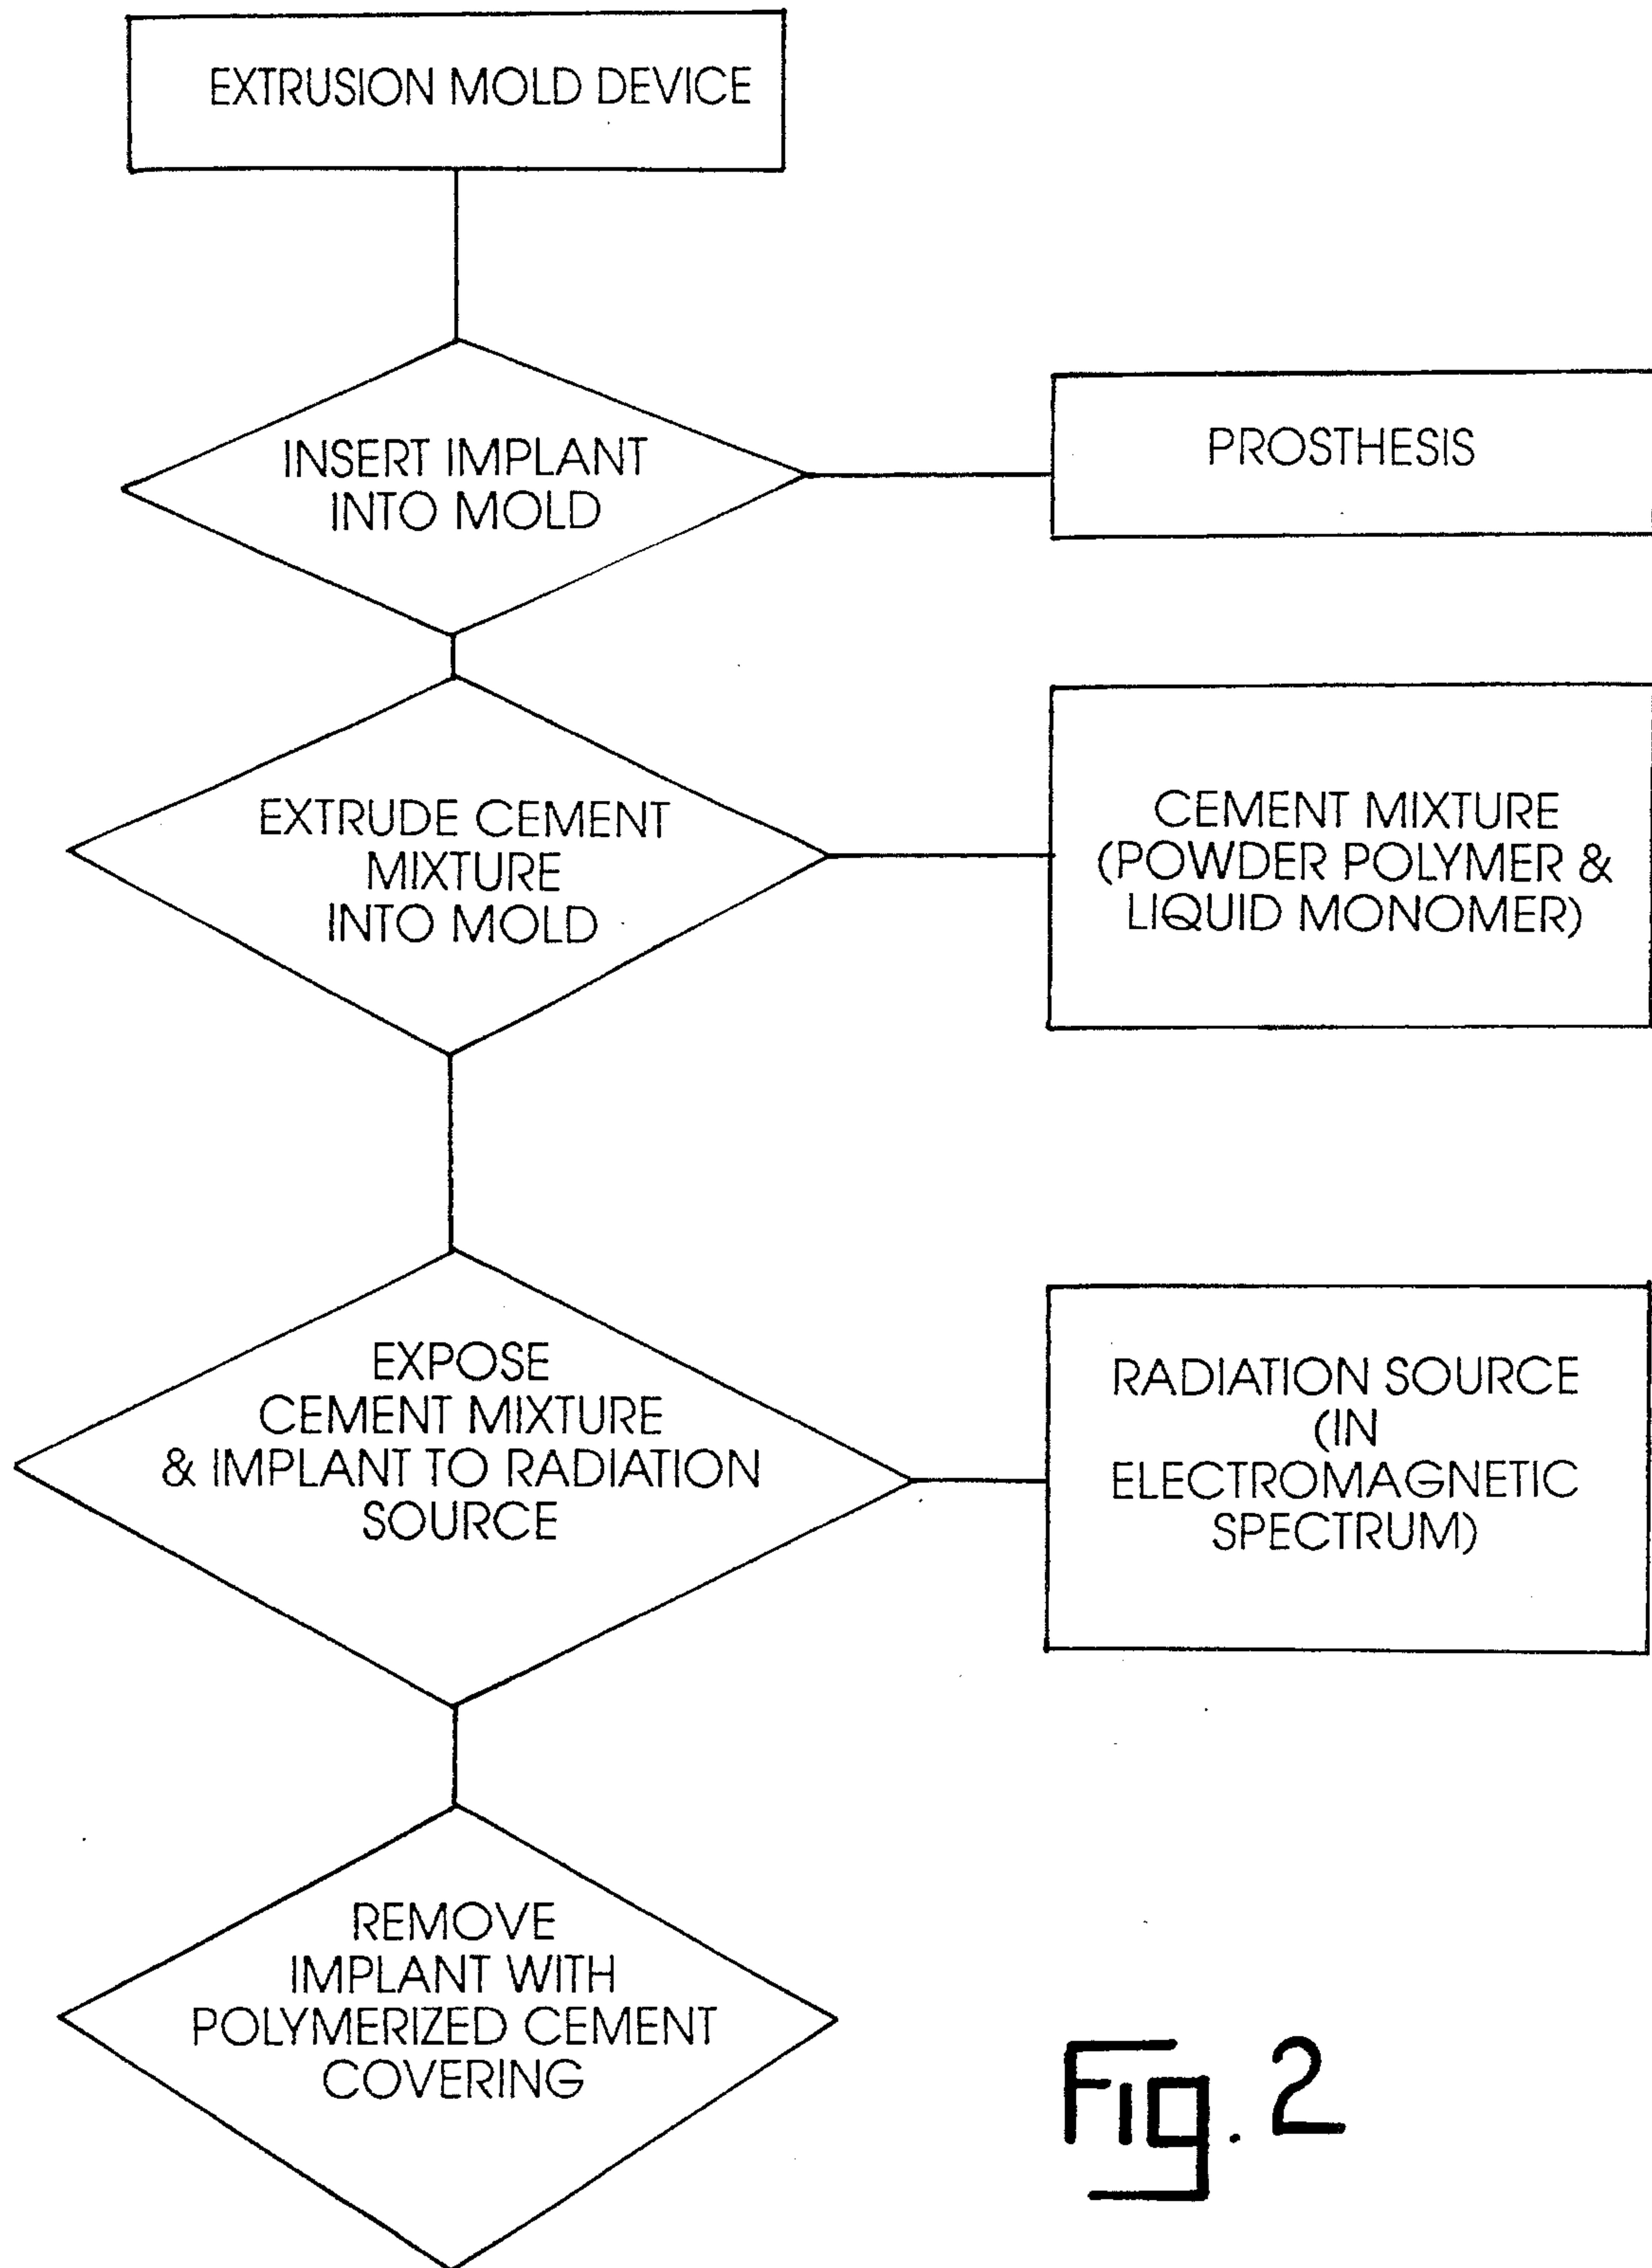 EXTRUSION MOLD DEVICE
INSERT IMPLANT
INTO MOLD
PROSTHESIS
EXTRUDE CEMENT
MIXTURE
INTO MOLD
CEMENT MIXTURE
(POWDER POLYMER &
LIQUID MONOMER)
EXPOSE
CEMENT MIXTURE
& IMPLANT TO RADIATION
SOURCE
RADIATION SOURCE
(IN
ELECTROMAGNETIC
SPECTRUM)
REMOVE
IMPLANT WITH
POLYMERIZED CEMENT
COVERING
Fig. 2